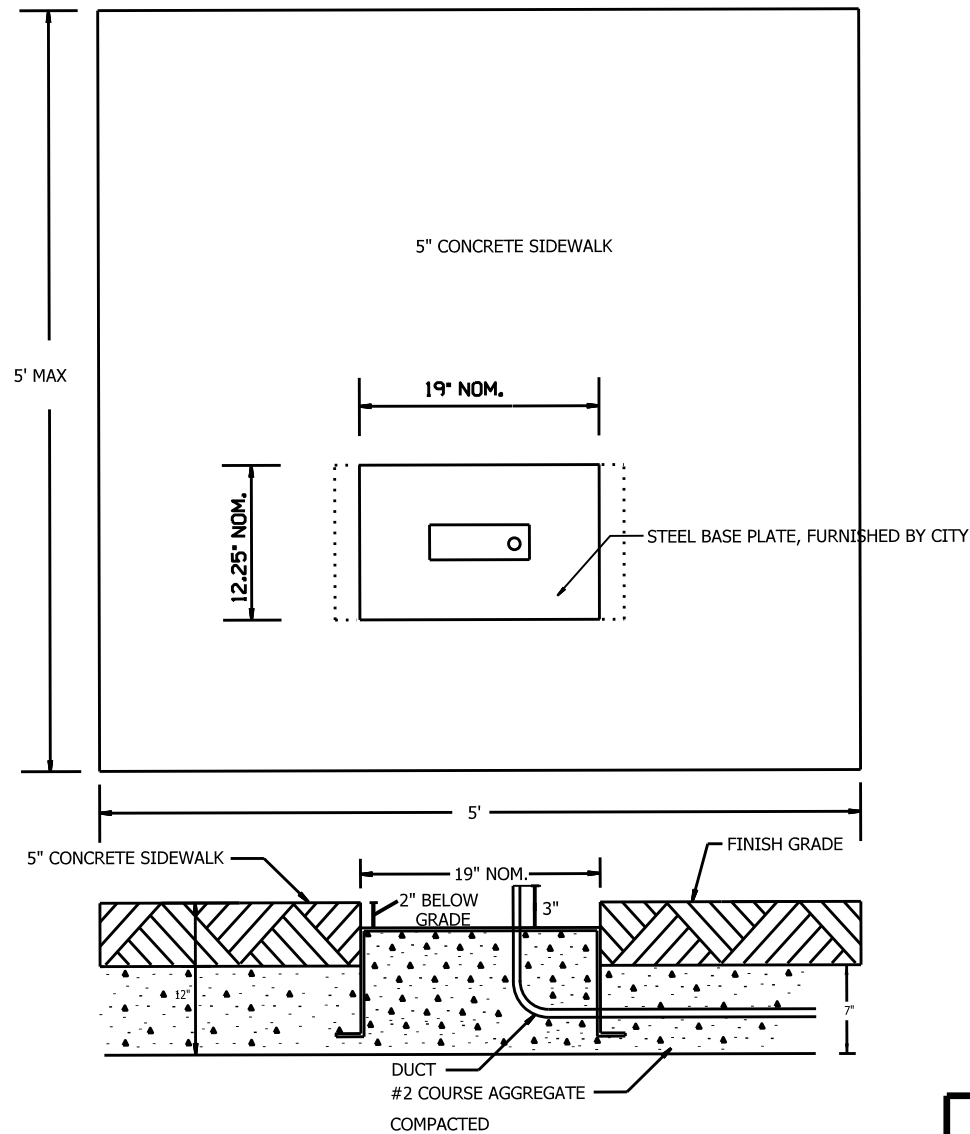 5" CONCRETE SIDEWALK
5' MAX
19" NOM.
12.25" NOM.
STEEL BASE PLATE, FURNISHED BY CITY
5'
5" CONCRETE SIDEWALK
FINISH GRADE
19" NOM.
2" BELOW
GRADE
3"
12"
7"
DUCT
#2 COURSE AGGREGATE
COMPACTED